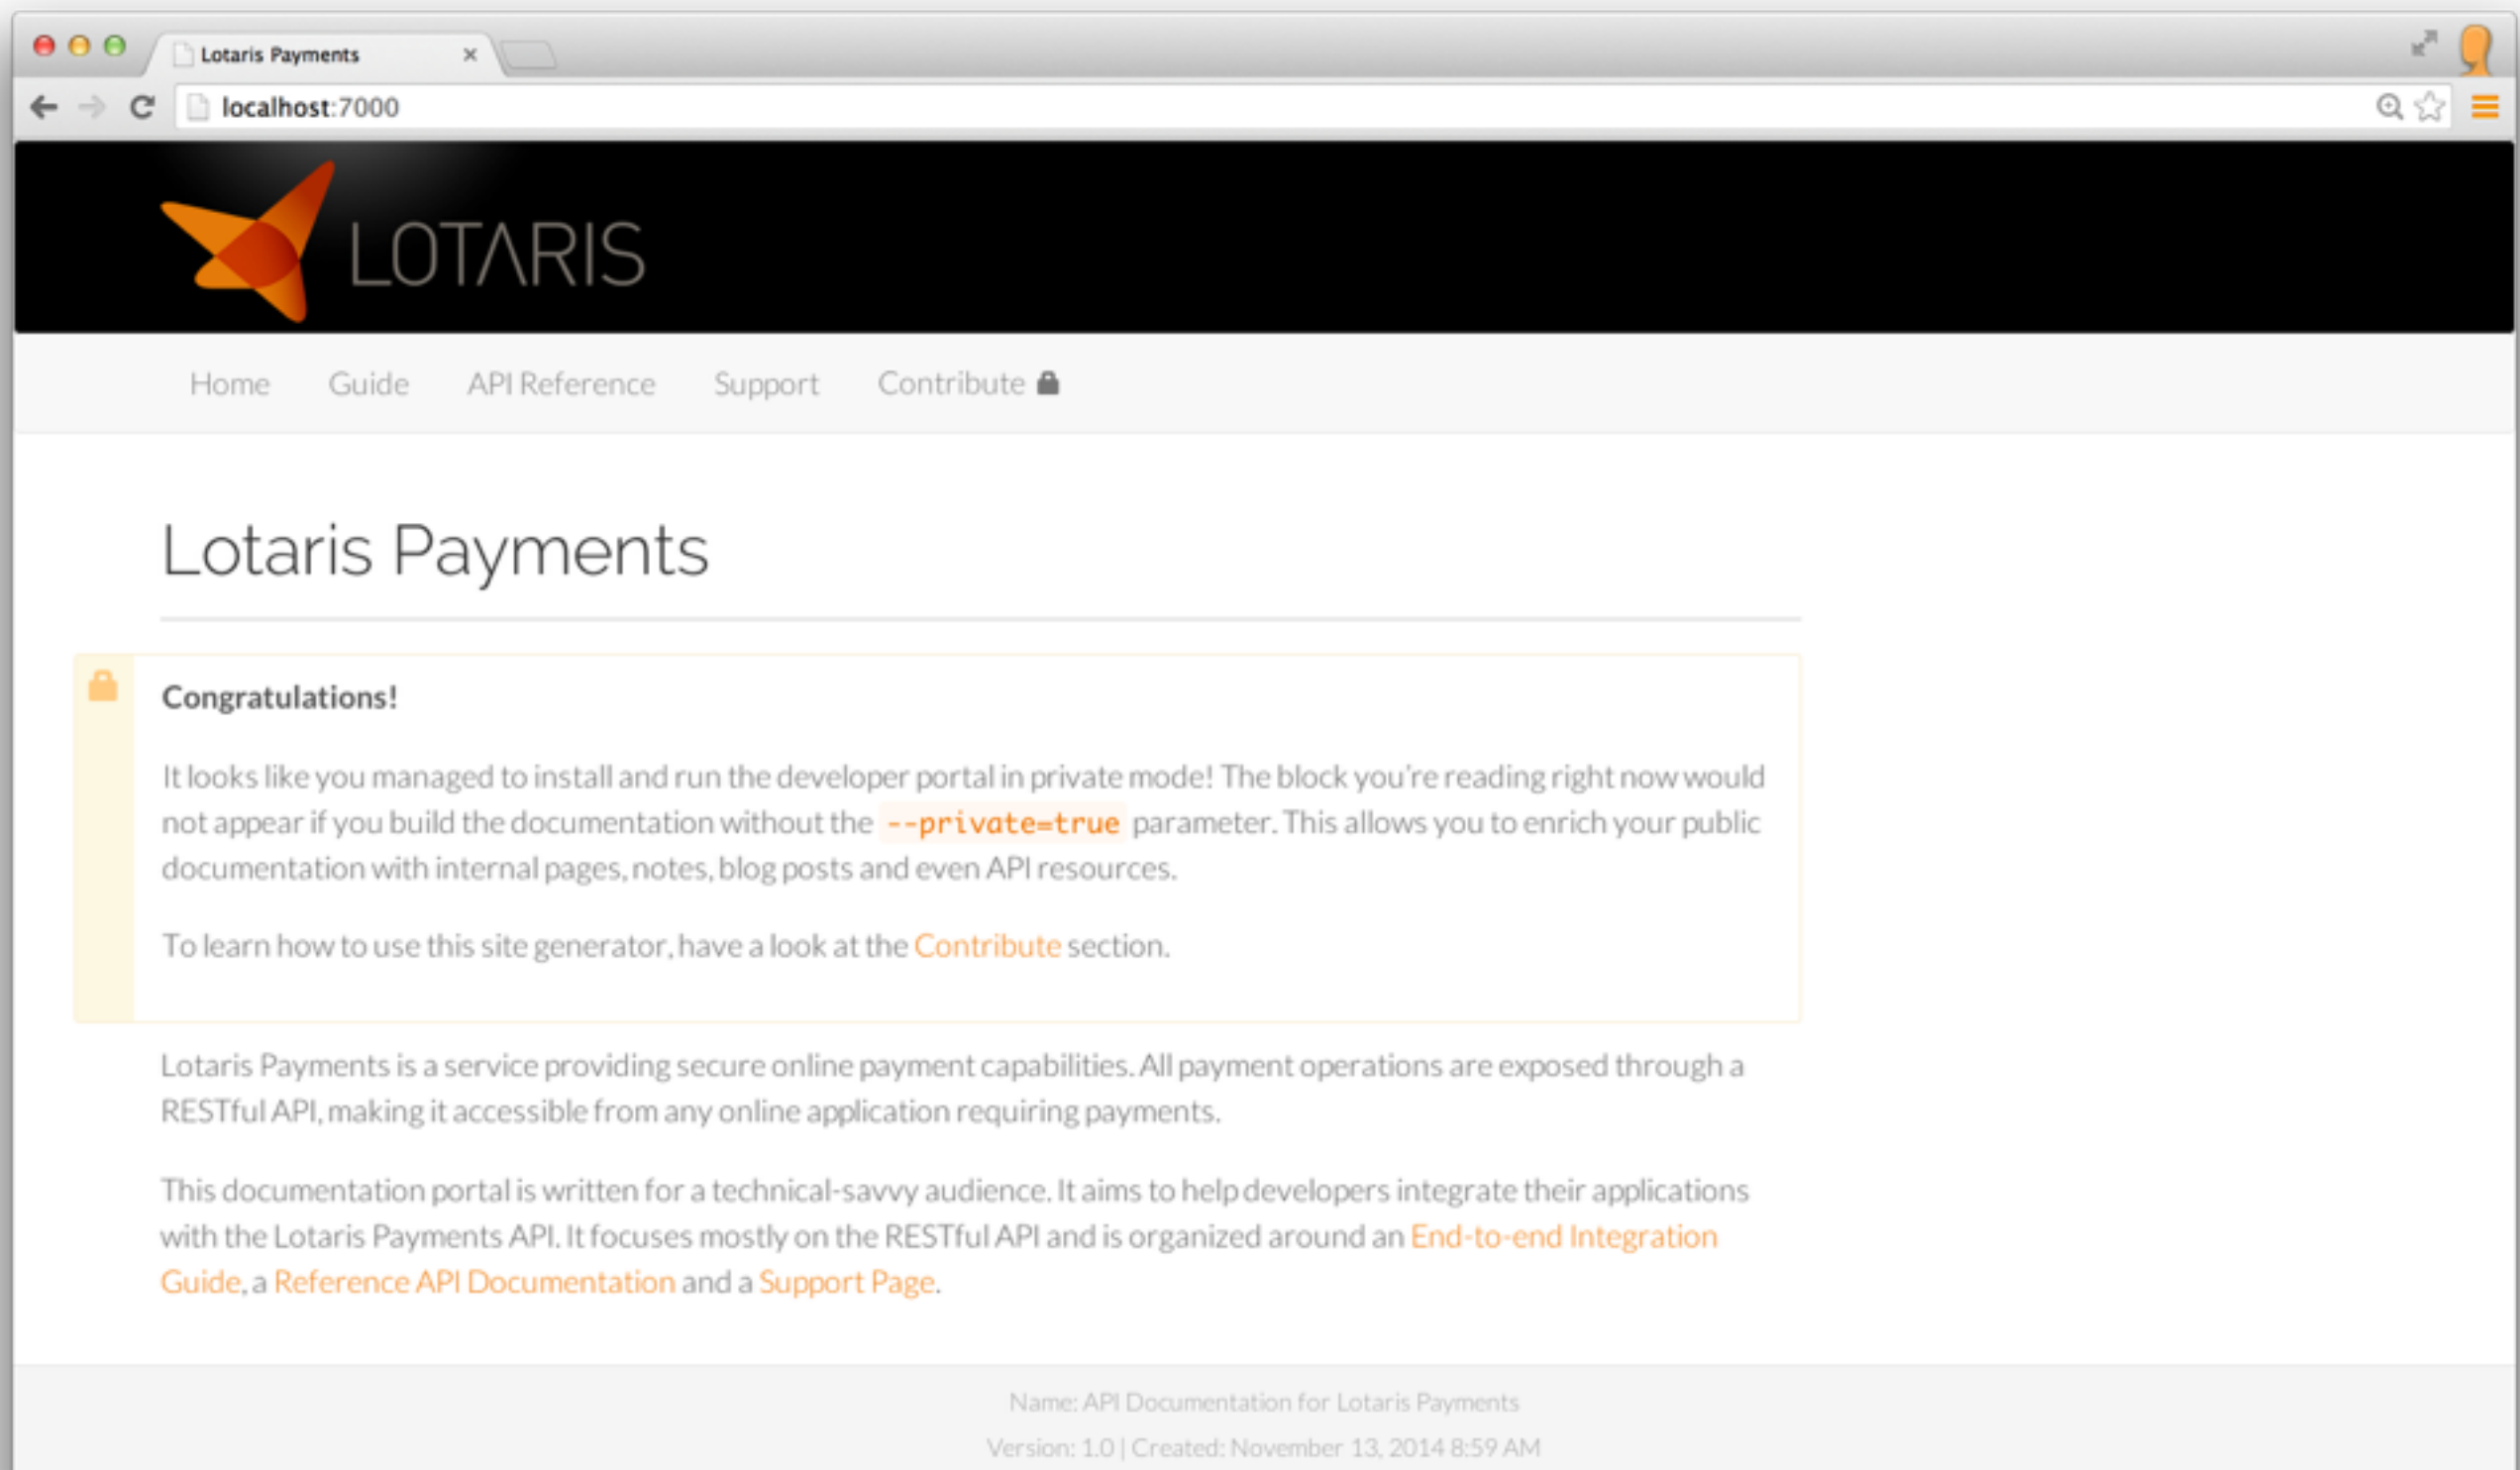 Lotaris Payments
localhost:7000
LOTARIS
Home Guide API Reference Support Contribute
Lotaris Payments
Congratulations!
It looks like you managed to install and run the developer portal in private mode! The block you're reading right now would
not appear if you build the documentation without the --private=true parameter. This allows you to enrich your public
documentation with internal pages, notes, blog posts and even API resources.
To learn how to use this site generator, have a look at the Contribute section.
Lotaris Payments is a service providing secure online payment capabilities. All payment operations are exposed through a
RESTful API, making it accessible from any online application requiring payments.
This documentation portal is written for a technical-savvy audience. It aims to help developers integrate their applications
with the Lotaris Payments API. It focuses mostly on the RESTful API and is organized around an End-to-end Integration
Guide, a Reference API Documentation and a Support Page.
Name: API Documentation for Lotaris Payments
Version: 1.0 | Created: November 13, 2014 8:59 AM